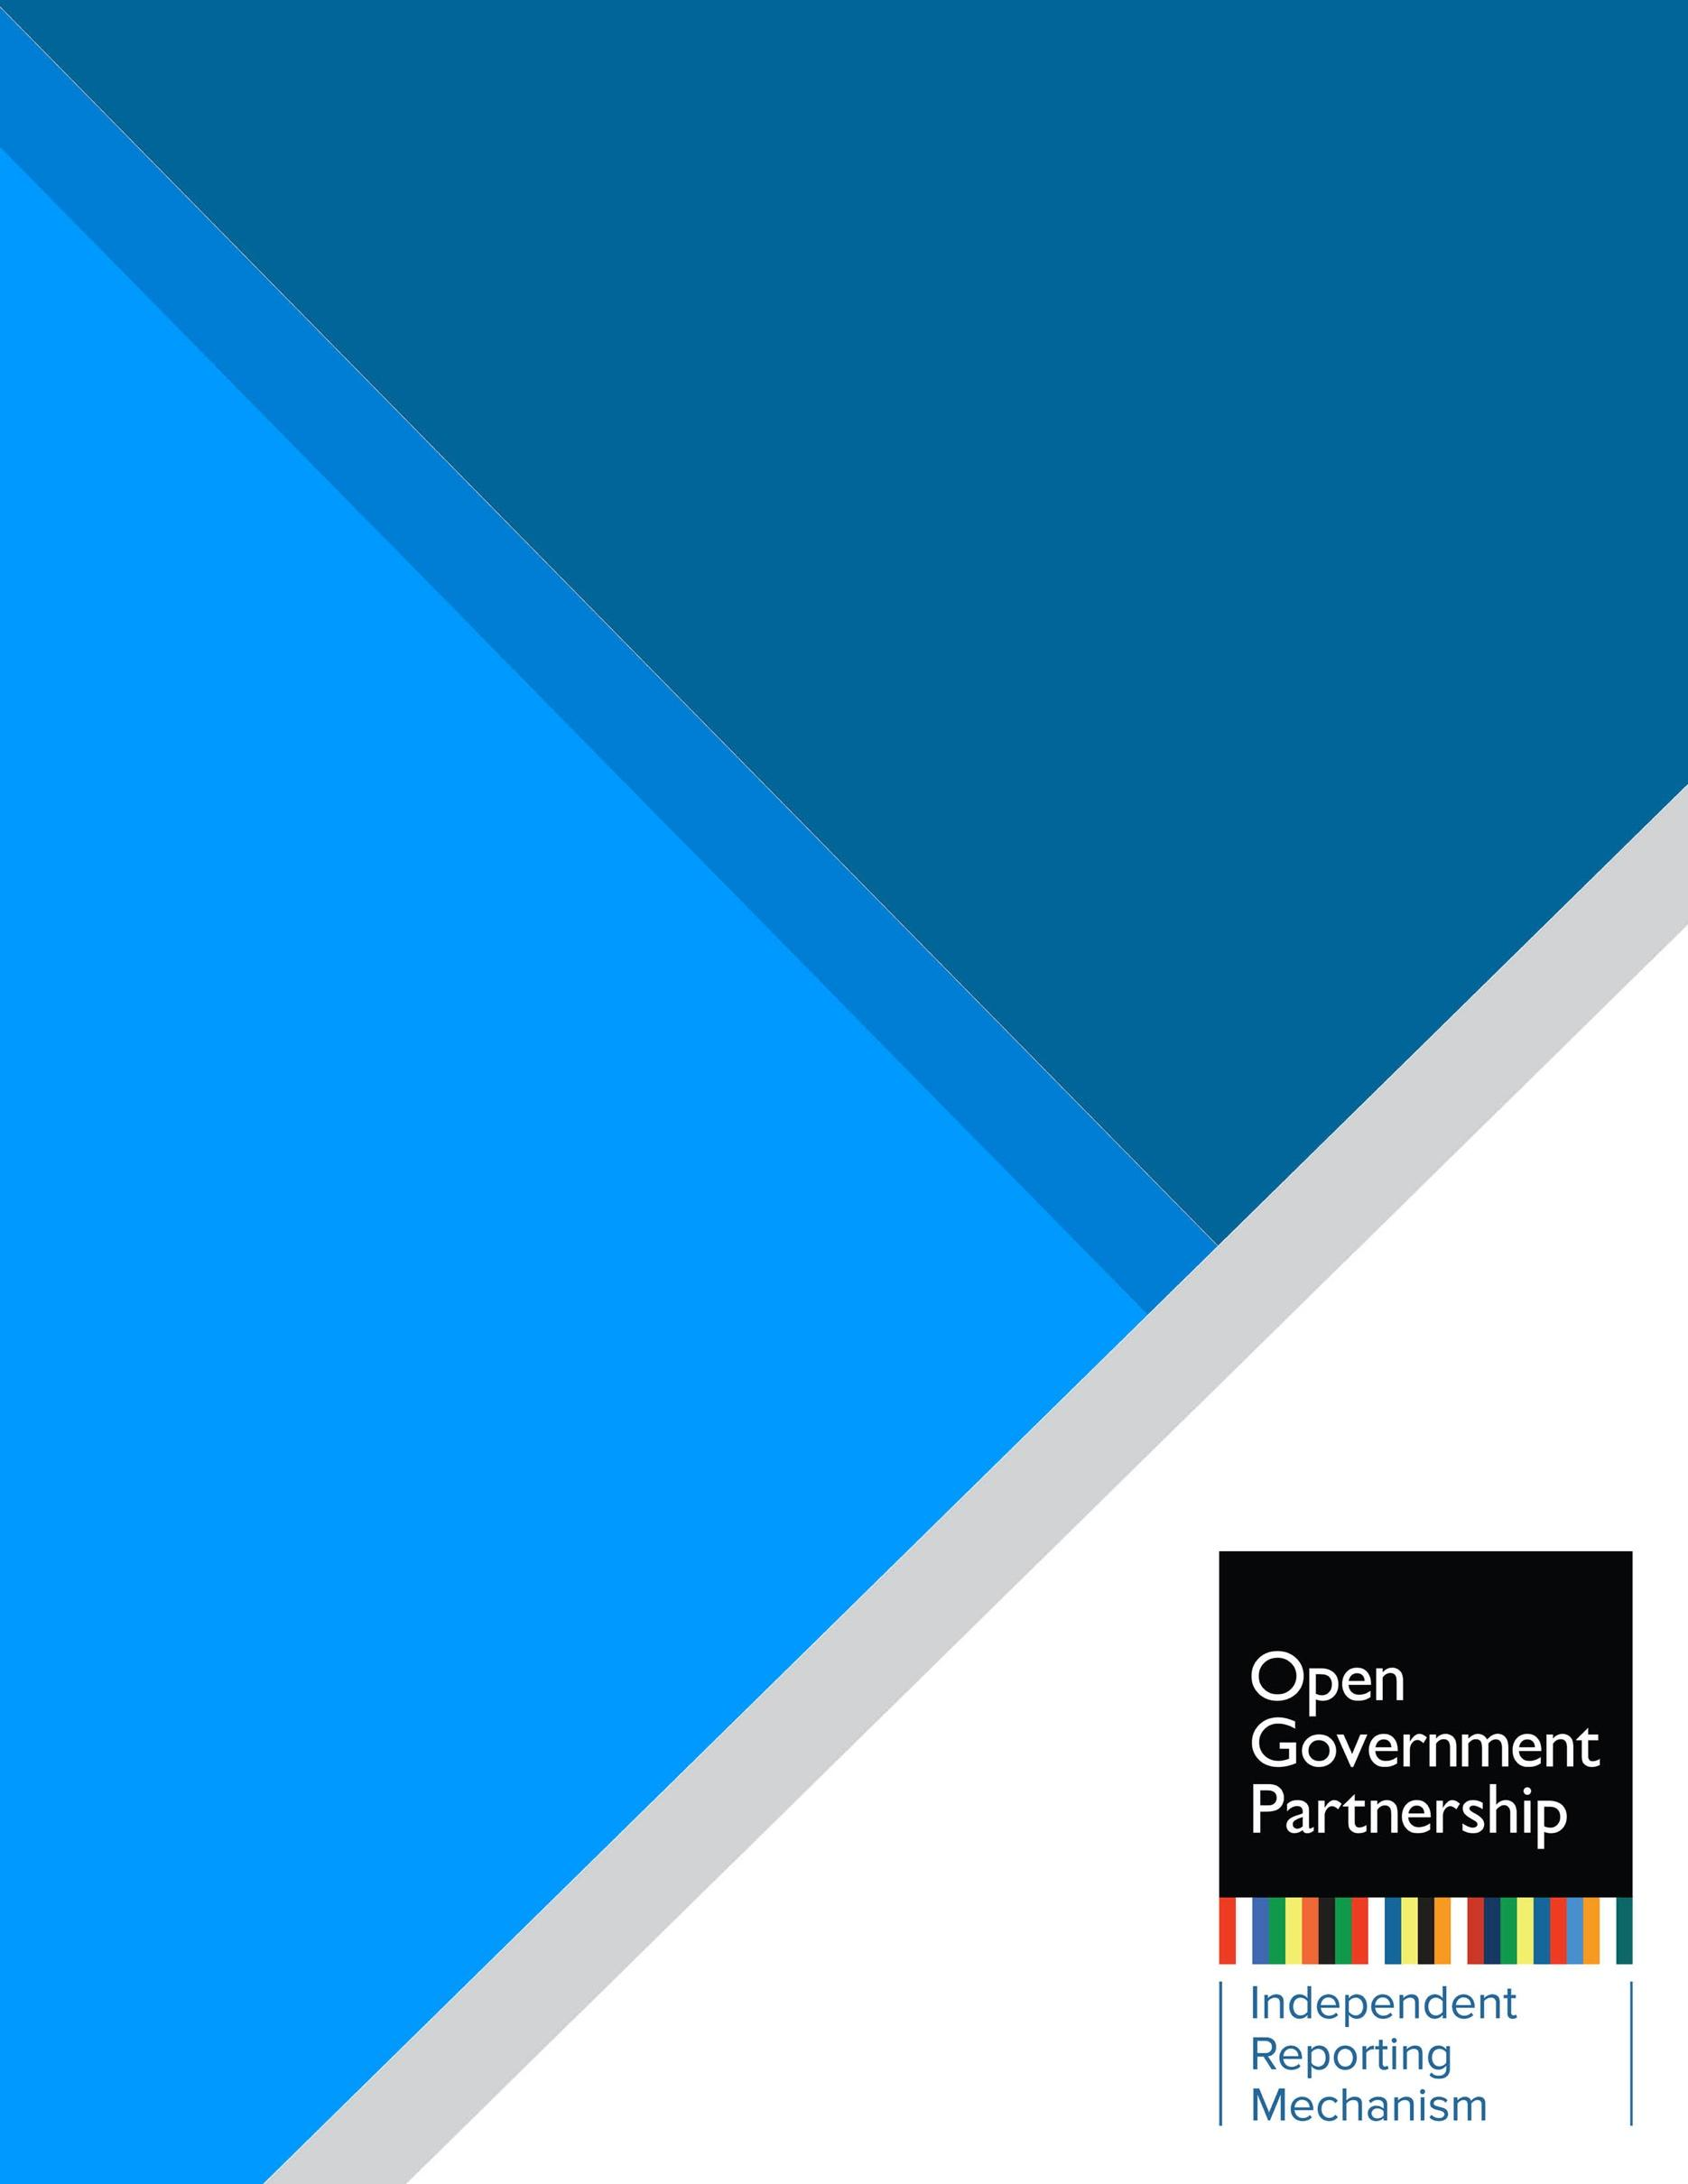 Open
Government
Partnership
Independent
Reporting
Mechanism